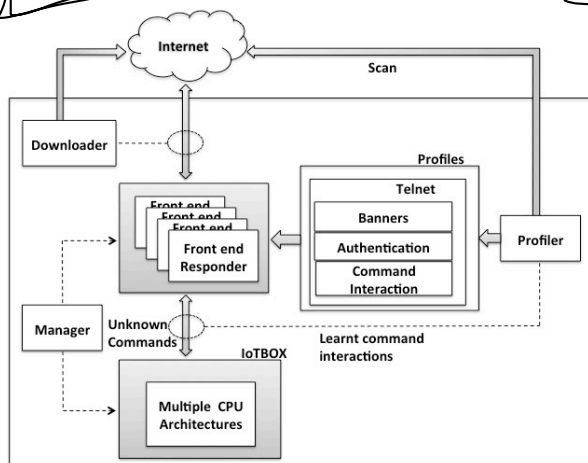 Internet
Scan
Downloader
Profiles
Telnet
Banners
Authentication
Command
Interaction
Profiler
Front end
Front end
Front end
Front end
Responder
Manager
Unknown
Commands
Learnt command
interactions
IoTBOX
Multiple CPU
Architectures